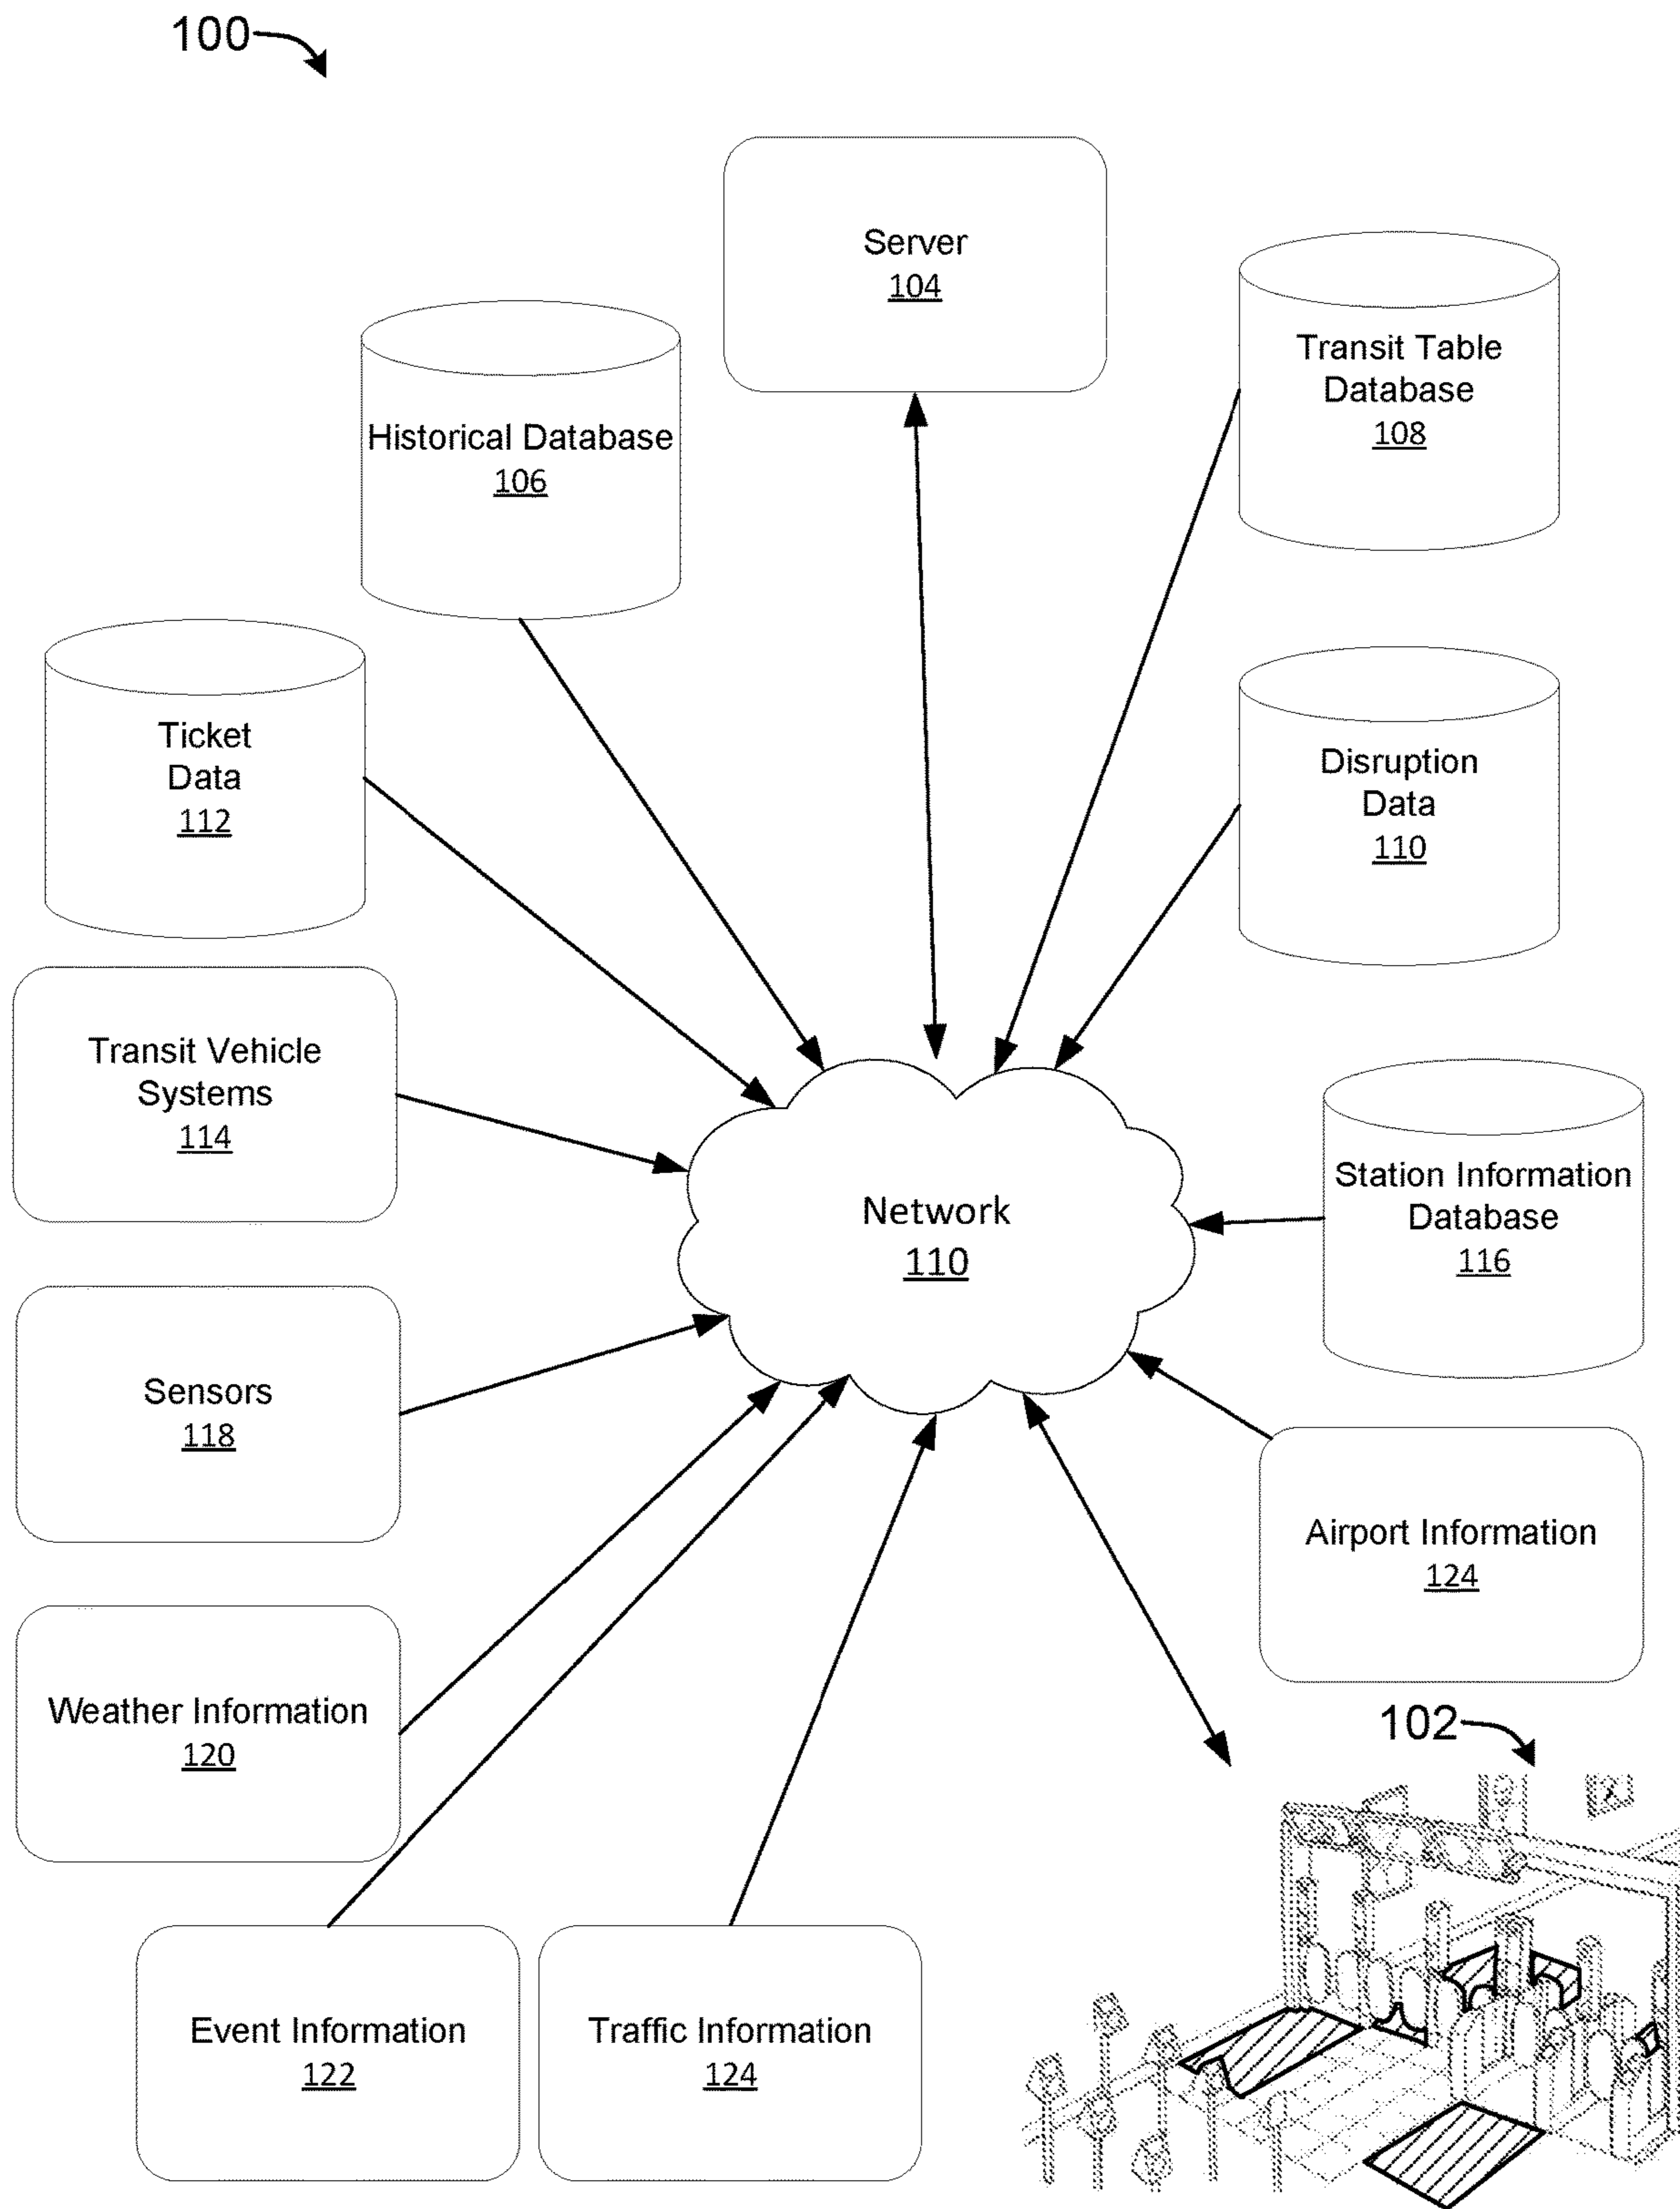 100
Server
104
Transit Table
Database
108
Historical Database
106
Ticket
Data
112
Disruption
Data
110
Transit Vehicle
Systems
114
Network
110
Station Information
Database
116
Sensors
118
Airport Information
124
Weather Information
120
102
Event Information
122
Traffic Information
124